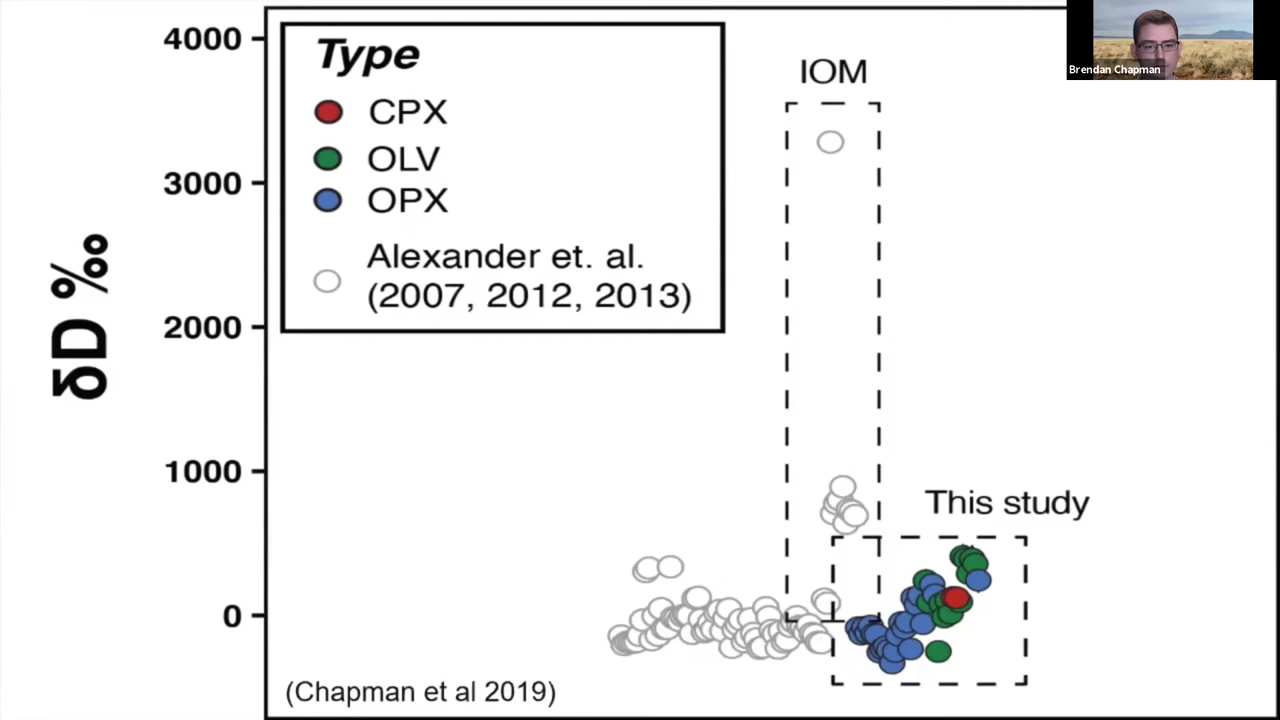 4000
3000
2000
1000
0
δD ‰
Type
CPX
OLV
OPX
Alexander et. al.
(2007, 2012, 2013)
IOM
This study
(Chapman et al 2019)
Brendan Chapman